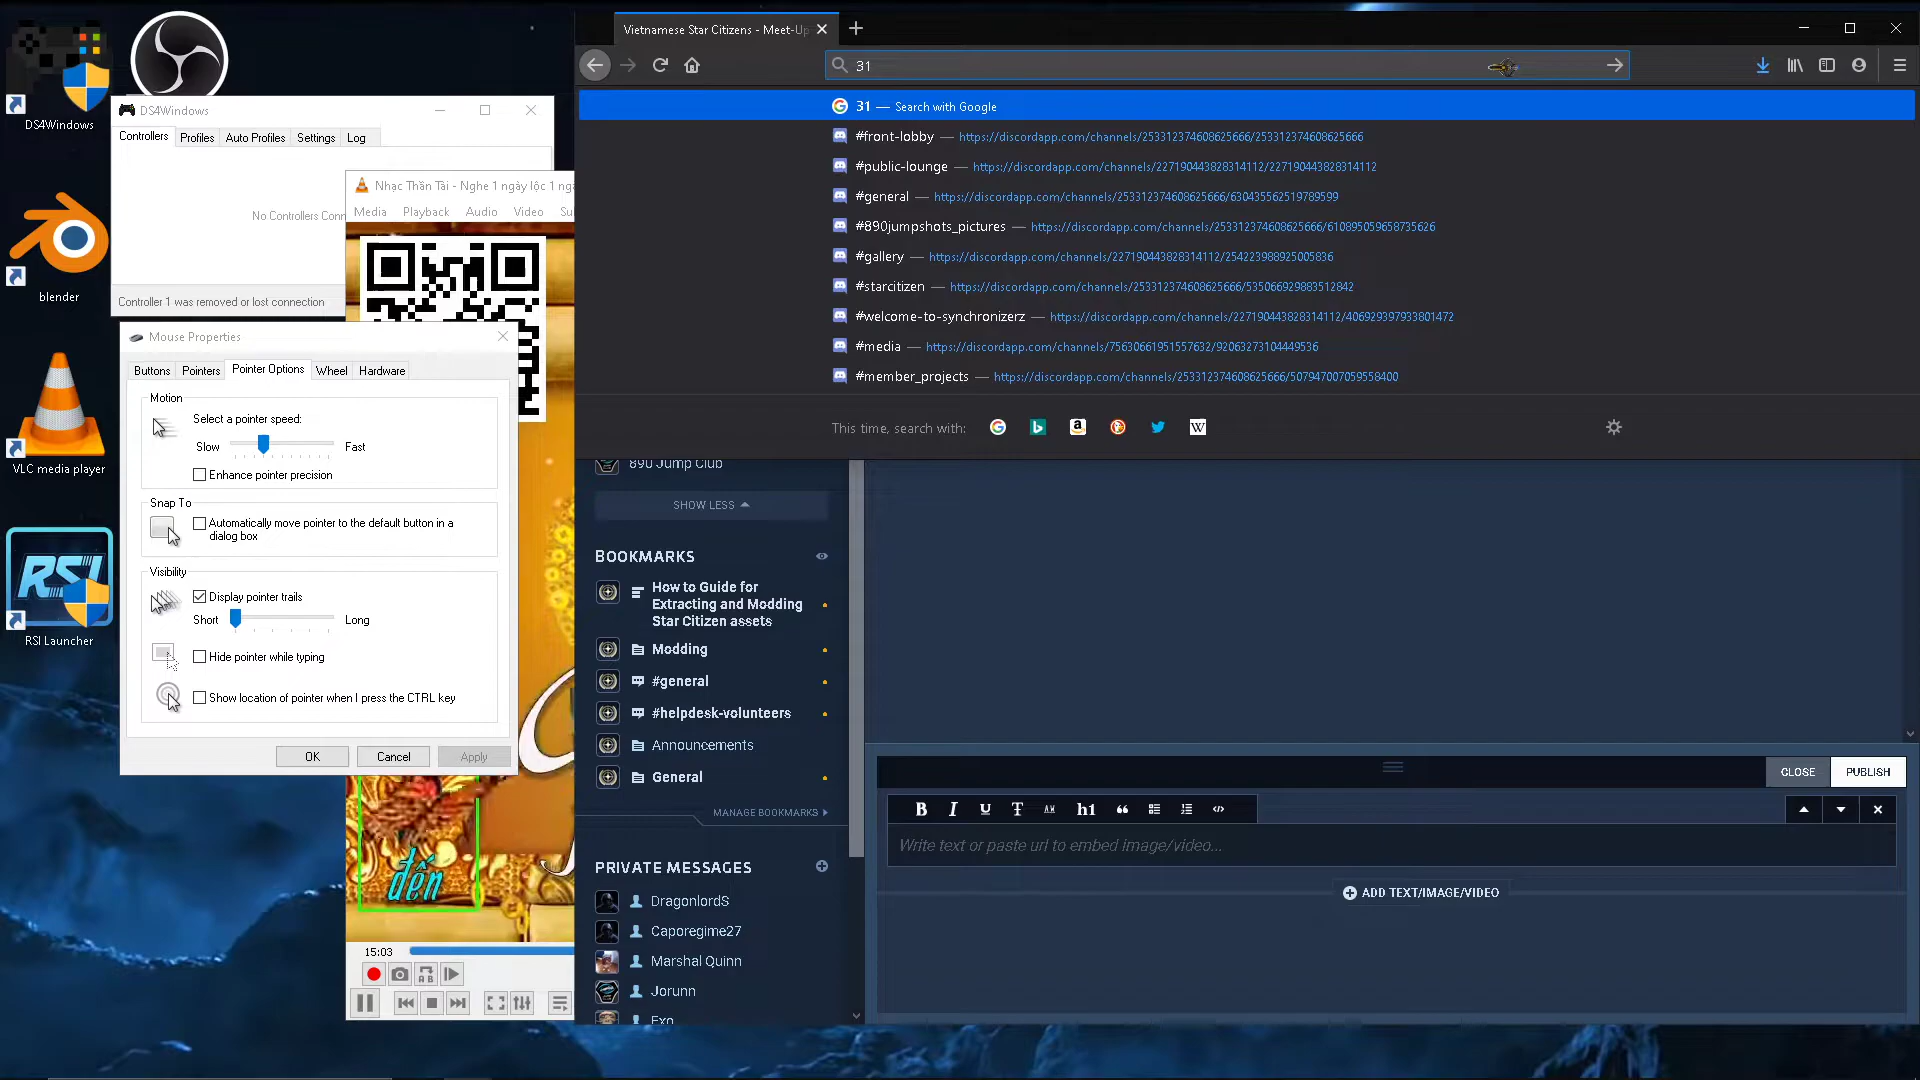 DS4Windows
blender
VLC media player
RSI
RSI Launcher
DS4Windows
Controllers Profiles Auto Profiles Settings Log
No Controllers Conn
Controller 1 was removed or lost connection
Nhạc Thần Tài - Nghe 1 ngày lộc 1 ngà
Media Playback Audio Video Su
đến
15:03
Mouse Properties
Buttons Pointers Pointer Options Wheel Hardware
Motion
Select a pointer speed:
Slow Fast
Enhance pointer precision
Snap To
Automatically move pointer to the default button in a
dialog box
Visibility
Display pointer trails
Short Long
Hide pointer while typing
Show location of pointer when I press the CTRL key
OK Cancel Apply
Vietnamese Star Citizens - Meet-Up
31
31 — Search with Google
#front-lobby — https://discordapp.com/channels/253312374608625666/253312374608625666
#public-lounge — https://discordapp.com/channels/227190443828314112/227190443828314112
#general — https://discordapp.com/channels/253312374608625666/630435562519789599
#890jumpshots_pictures — https://discordapp.com/channels/253312374608625666/610895059658735626
#gallery — https://discordapp.com/channels/227190443828314112/254223988925005836
#starcitizen — https://discordapp.com/channels/253312374608625666/535066929883512842
#welcome-to-synchronizerz — https://discordapp.com/channels/227190443828314112/406929397933801472
#media — https://discordapp.com/channels/75630661951557632/92063273104449536
#member_projects — https://discordapp.com/channels/253312374608625666/507947007059558400
This time, search with:
890 Jump Club
SHOW LESS
BOOKMARKS
How to Guide for
Extracting and Modding
Star Citizen assets
Modding
#general
#helpdesk-volunteers
Announcements
General
MANAGE BOOKMARKS
PRIVATE MESSAGES
DragonlordS
Caporegime27
Marshal Quinn
Jorunn
Exo
CLOSE PUBLISH
B I U T AA h1
Write text or paste url to embed image/video...
ADD TEXT/IMAGE/VIDEO